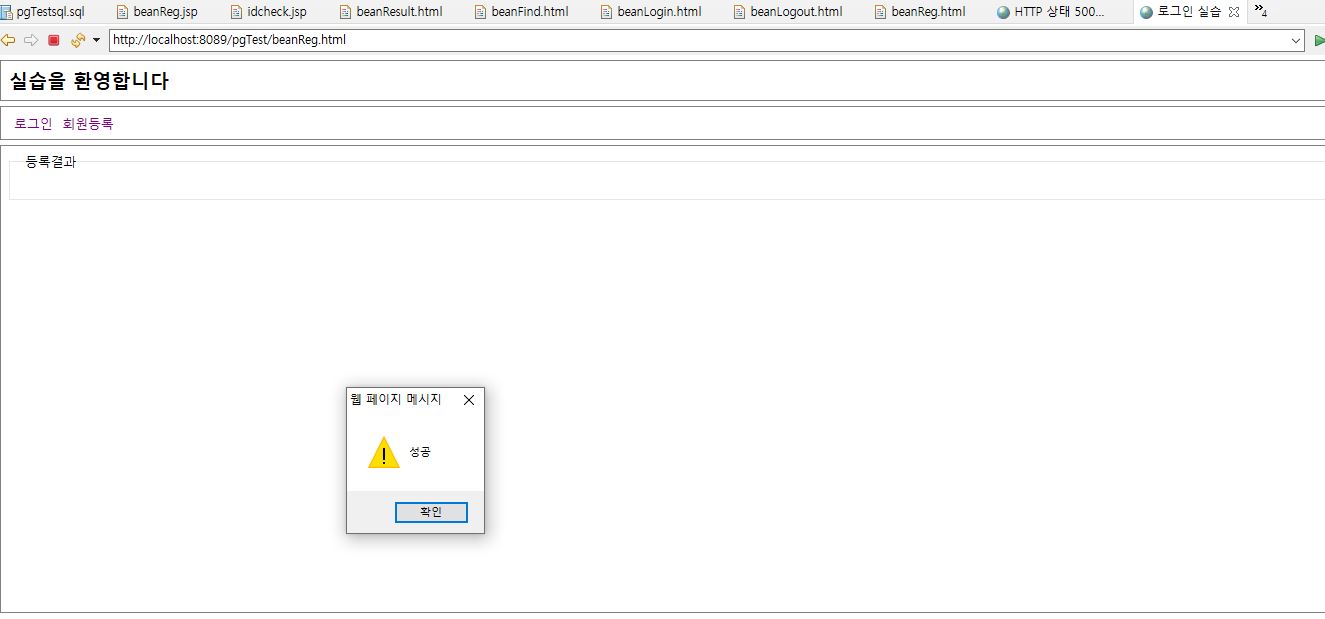 pgTestsql.sql beanReg.jsp idcheck.jsp beanResult.html beanFind.html beanLogin.html beanLogout.html beanReg.html HTTP 상태 500... 로그인 실습 »4
http://localhost:8089/pgTest/beanReg.html
실습을 환영합니다
로그인 회원등록
등록결과
웹 페이지 메시지
성공
확인